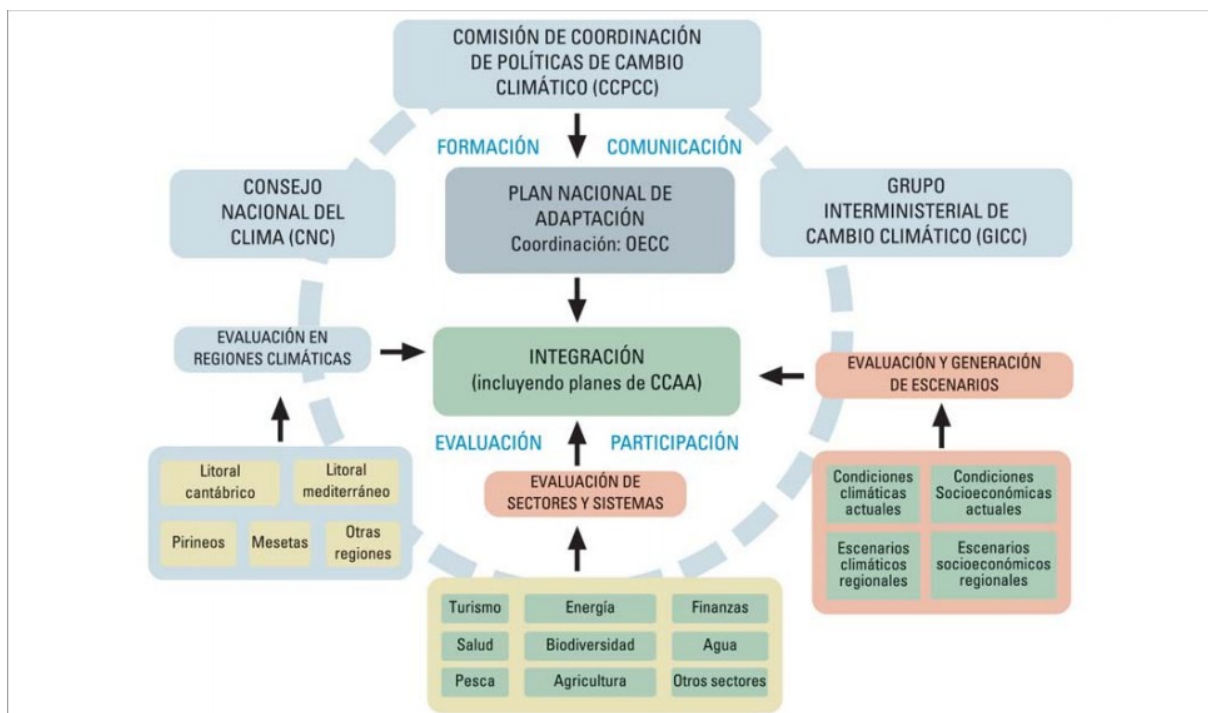 COMISIÓN DE COORDINACIÓN
DE POLÍTICAS DE CAMBIO
CLIMÁTICO (CCPCC)
FORMACIÓN
COMUNICACIÓN
CONSEJO
NACIONAL DEL
CLIMA (CNC)
PLAN NACIONAL DE
ADAPTACIÓN
Coordinación: OECC
GRUPO
INTERMINISTERIAL DE
CAMBIO CLIMÁTICO (GICC)
EVALUACIÓN EN
REGIONES CLIMÁTICAS
INTEGRACIÓN
(incluyendo planes de CCAA)
EVALUACIÓN Y GENERACIÓN
DE ESCENARIOS
EVALUACIÓN
PARTICIPACIÓN
Litoral
cantábrico
Litoral
mediterráneo
Pirineos
Mesetas
Otras
regiones
EVALUACIÓN DE
SECTORES Y SISTEMAS
Condiciones
climáticas
actuales
Condiciones
Socioeconómicas
actuales
Escenarios
climáticos
regionales
Escenarios
socioeconómicos
regionales
Turismo
Energía
Finanzas
Salud
Biodiversidad
Agua
Pesca
Agricultura
Otros sectores